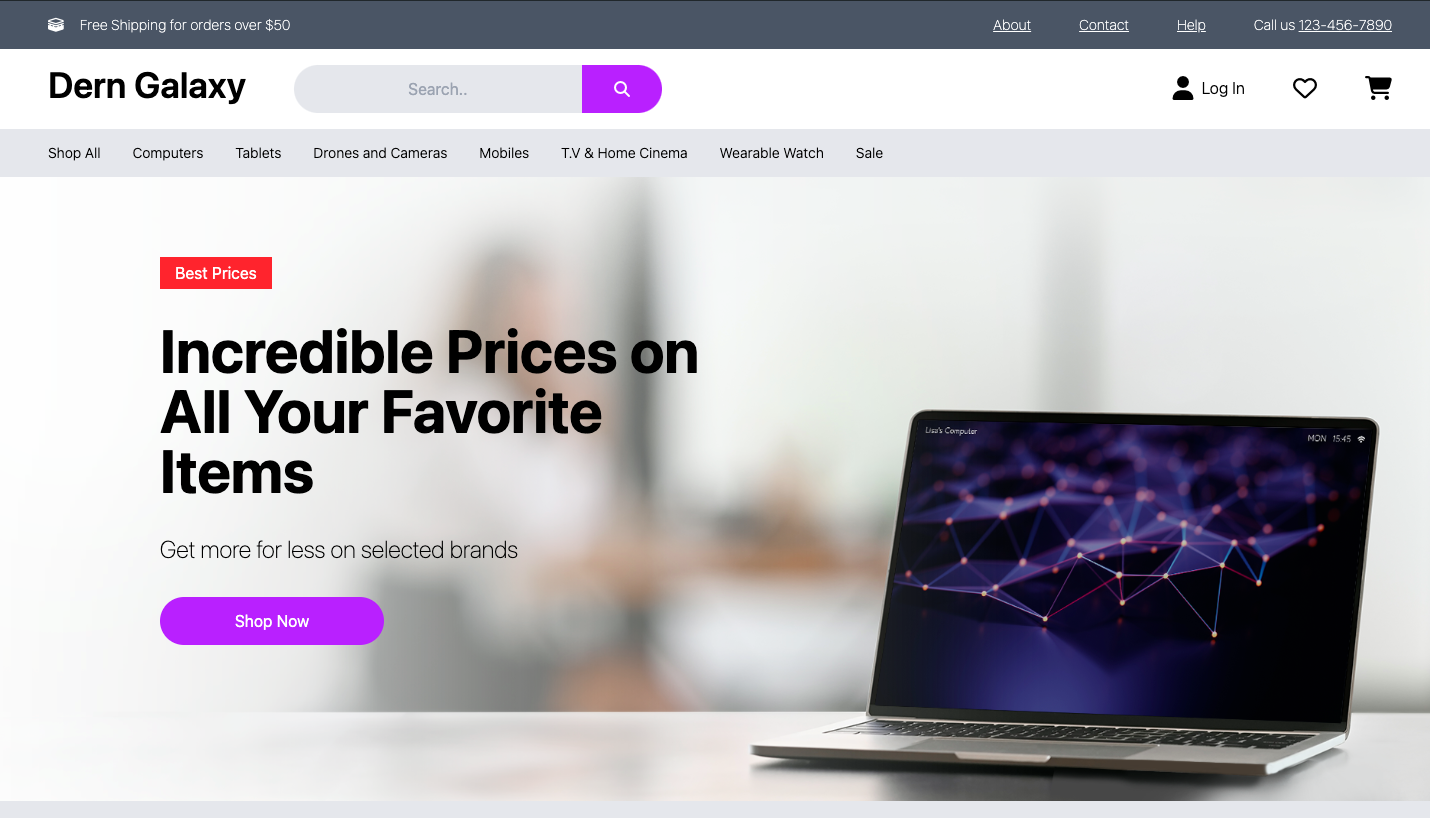 Free Shipping for orders over $50
About Contact Help Call us 123-456-7890
Dern Galaxy
Search..
Log In
Shop All Computers Tablets Drones and Cameras Mobiles T.V & Home Cinema Wearable Watch Sale
Best Prices
Incredible Prices on
All Your Favorite
Items
Lisa's Computer
MON 15:45
Get more for less on selected brands
Shop Now